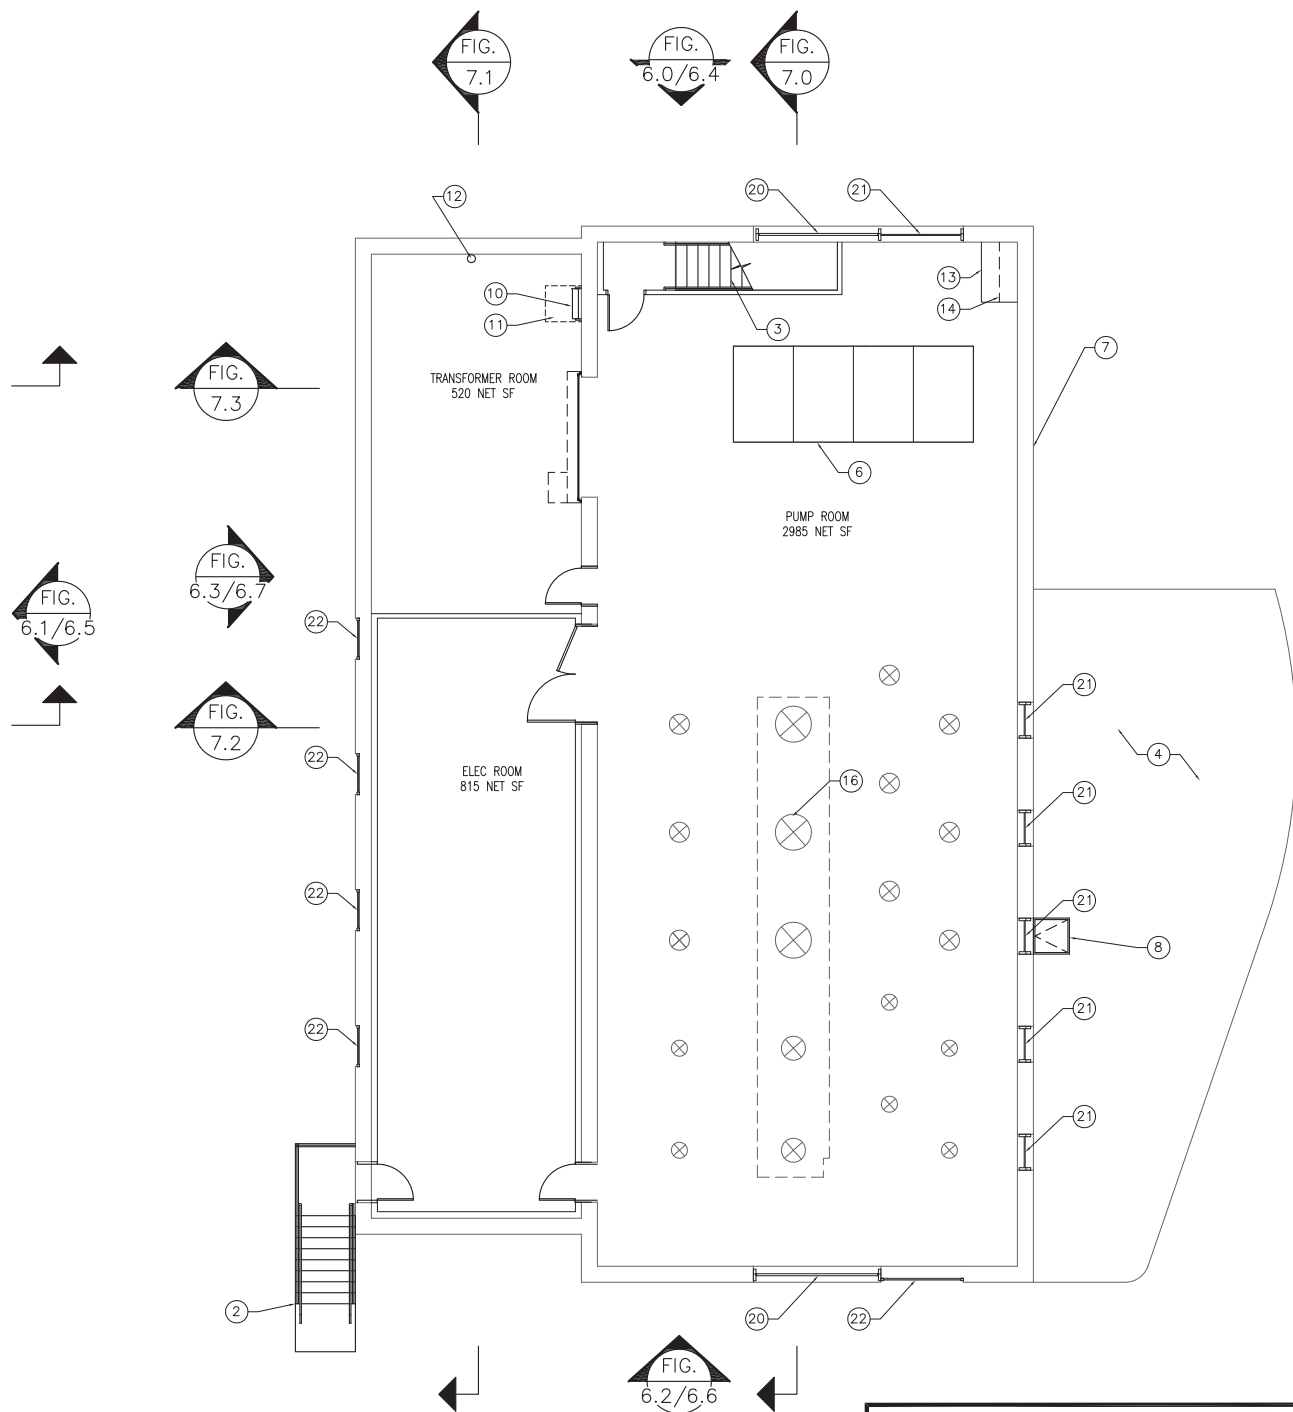 FIG.
7.1
FIG.
6.0/6.4
FIG.
7.0
12
20
21
10
11
13
14
3
7
FIG.
7.3
TRANSFORMER ROOM
520 NET SF
6
PUMP ROOM
2985 NET SF
FIG.
6.3/6.7
FIG.
6.1/6.5
22
21
4
FIG.
7.2
22
ELEC ROOM
815 NET SF
16
21
22
21
8
22
21
21
2
20
22
FIG.
6.2/6.6